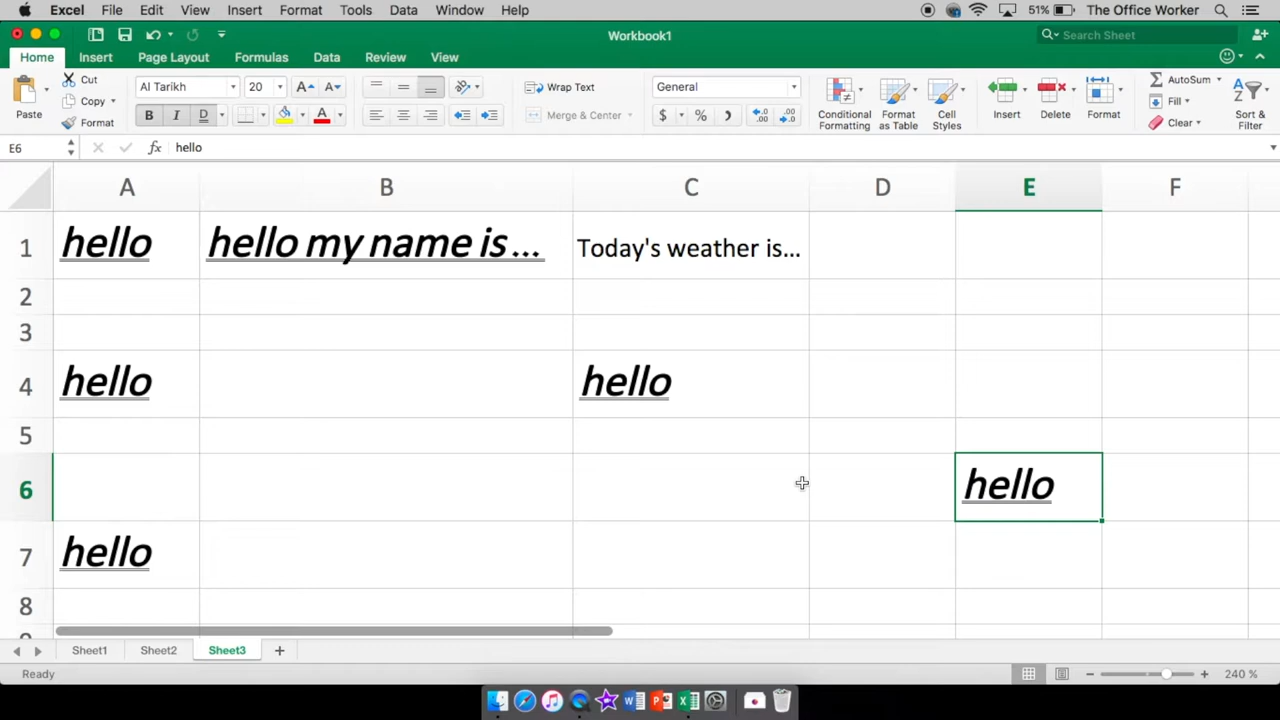 Excel File Edit View Insert Format Tools Data Window Help 51% The Office Worker
Workbook1
Search Sheet
Home Insert Page Layout Formulas Data Review View
Paste
Cut
Copy
Format
Al Tarikh 20
B I D
Wrap Text
Merge & Center
General
$ %
Conditional Formatting
Format as Table
Cell Styles
Insert
Delete
Format
AutoSum
Fill
Clear
Sort & Filter
E6 fx hello
A B C D E F
1 hello hello my name is ... Today's weather is...
2
3
4 hello hello
5
6 hello
7 hello
8
Sheet1 Sheet2 Sheet3 +
Ready 240 %